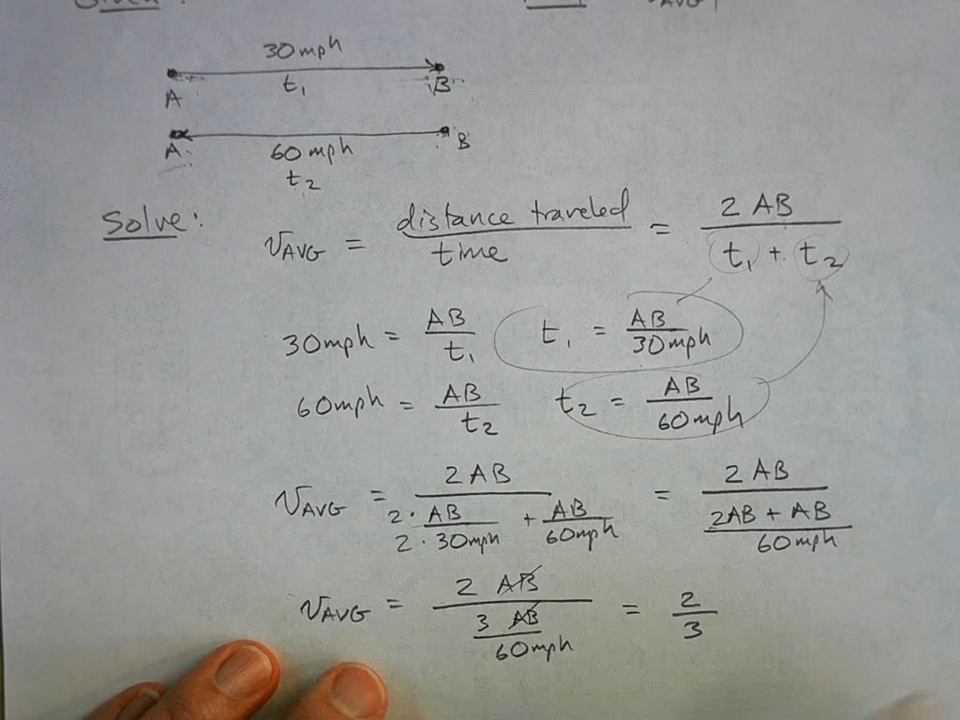 Given:
30mph
t₁
A B
A B
60 mph
t₂
Solve: v_AVG = distance traveled / time = 2 AB / (t₁ + t₂)
30mph = AB / t₁ t₁ = AB / 30mph
60mph = AB / t₂ t₂ = AB / 60mph
v_AVG = 2 AB / (2 · AB / 2 · 30mph + AB / 60mph) = 2 AB / (2AB + AB / 60mph)
v_AVG = 2 AB / (3 AB / 60mph) = 2 / 3